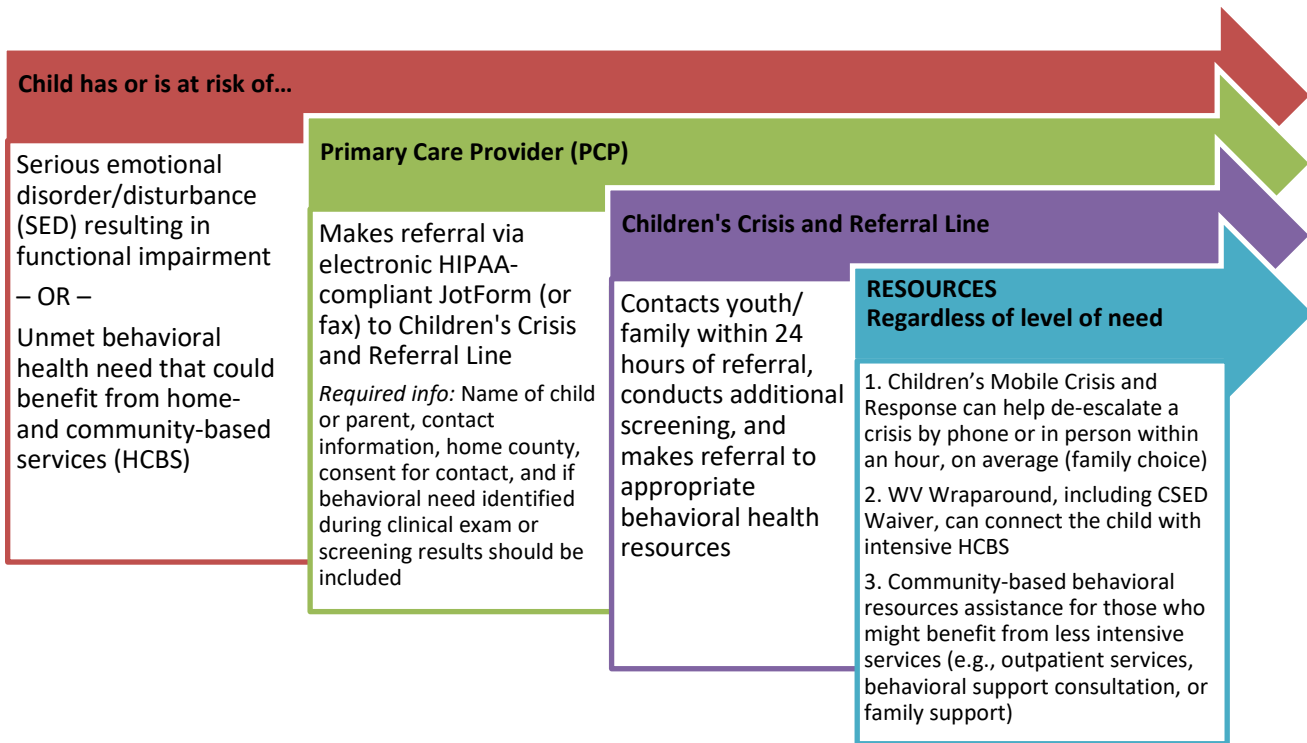 Child has or is at risk of…
Serious emotional
disorder/disturbance
(SED) resulting in
functional impairment
– OR –
Unmet behavioral
health need that could
benefit from home-
and community-based
services (HCBS)
Primary Care Provider (PCP)
Makes referral via
electronic HIPAA-
compliant JotForm (or
fax) to Children's Crisis
and Referral Line
Required info: Name of child
or parent, contact
information, home county,
consent for contact, and if
behavioral need identified
during clinical exam or
screening results should be
included
Children's Crisis and Referral Line
Contacts youth/
family within 24
hours of referral,
conducts additional
screening, and
makes referral to
appropriate
behavioral health
resources
RESOURCES
Regardless of level of need
1. Children’s Mobile Crisis and
Response can help de-escalate a
crisis by phone or in person within
an hour, on average (family choice)
2. WV Wraparound, including CSED
Waiver, can connect the child with
intensive HCBS
3. Community-based behavioral
resources assistance for those who
might benefit from less intensive
services (e.g., outpatient services,
behavioral support consultation, or
family support)